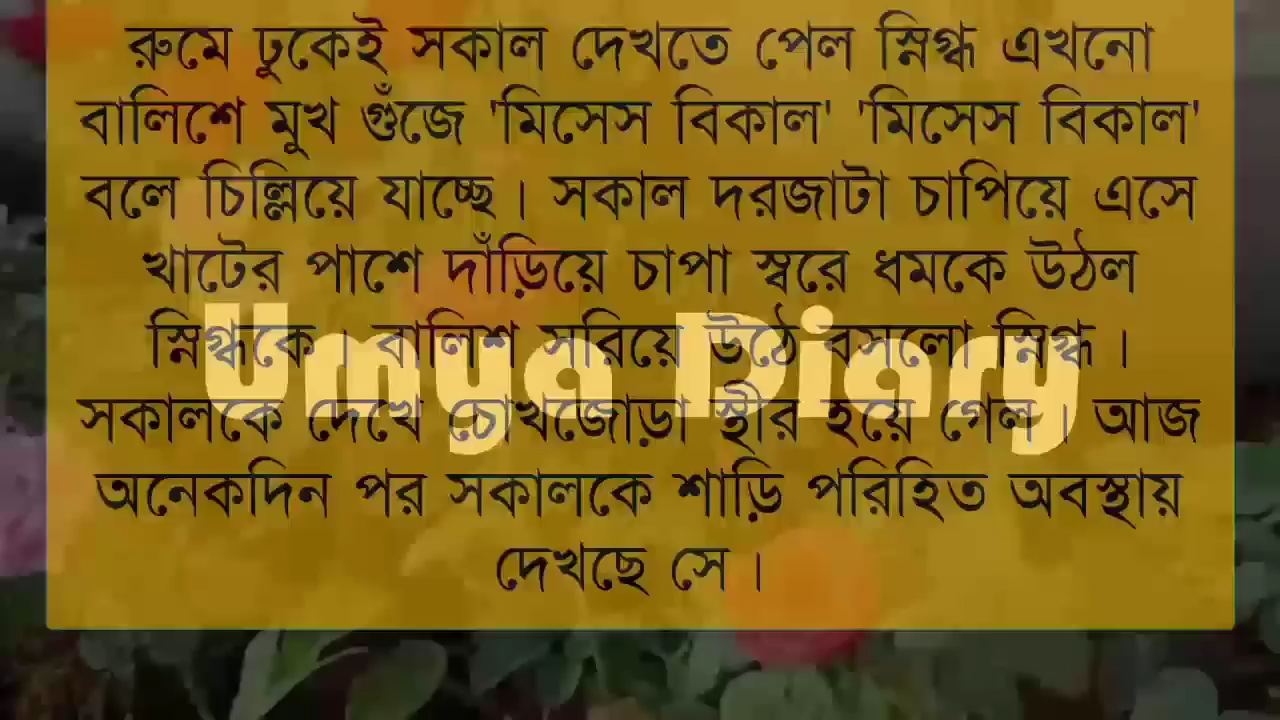 রুমে ঢুকেই সকাল দেখতে পেল স্নিগ্ধ এখনো
বালিশে মুখ গুঁজে 'মিসেস বিকাল' 'মিসেস বিকাল'
বলে চিল্লিয়ে যাচ্ছে। সকাল দরজাটা চাপিয়ে এসে
খাটের পাশে দাঁড়িয়ে চাপা স্বরে ধমকে উঠল
স্নিগ্ধকে। বালিশ সরিয়ে উঠে বসলো স্নিগ্ধ।
Umya Diary
সকালকে দেখে চোখজোড়া স্থীর হয়ে গেল। আজ
অনেকদিন পর সকালকে শাড়ি পরিহিত অবস্থায়
দেখছে সে।